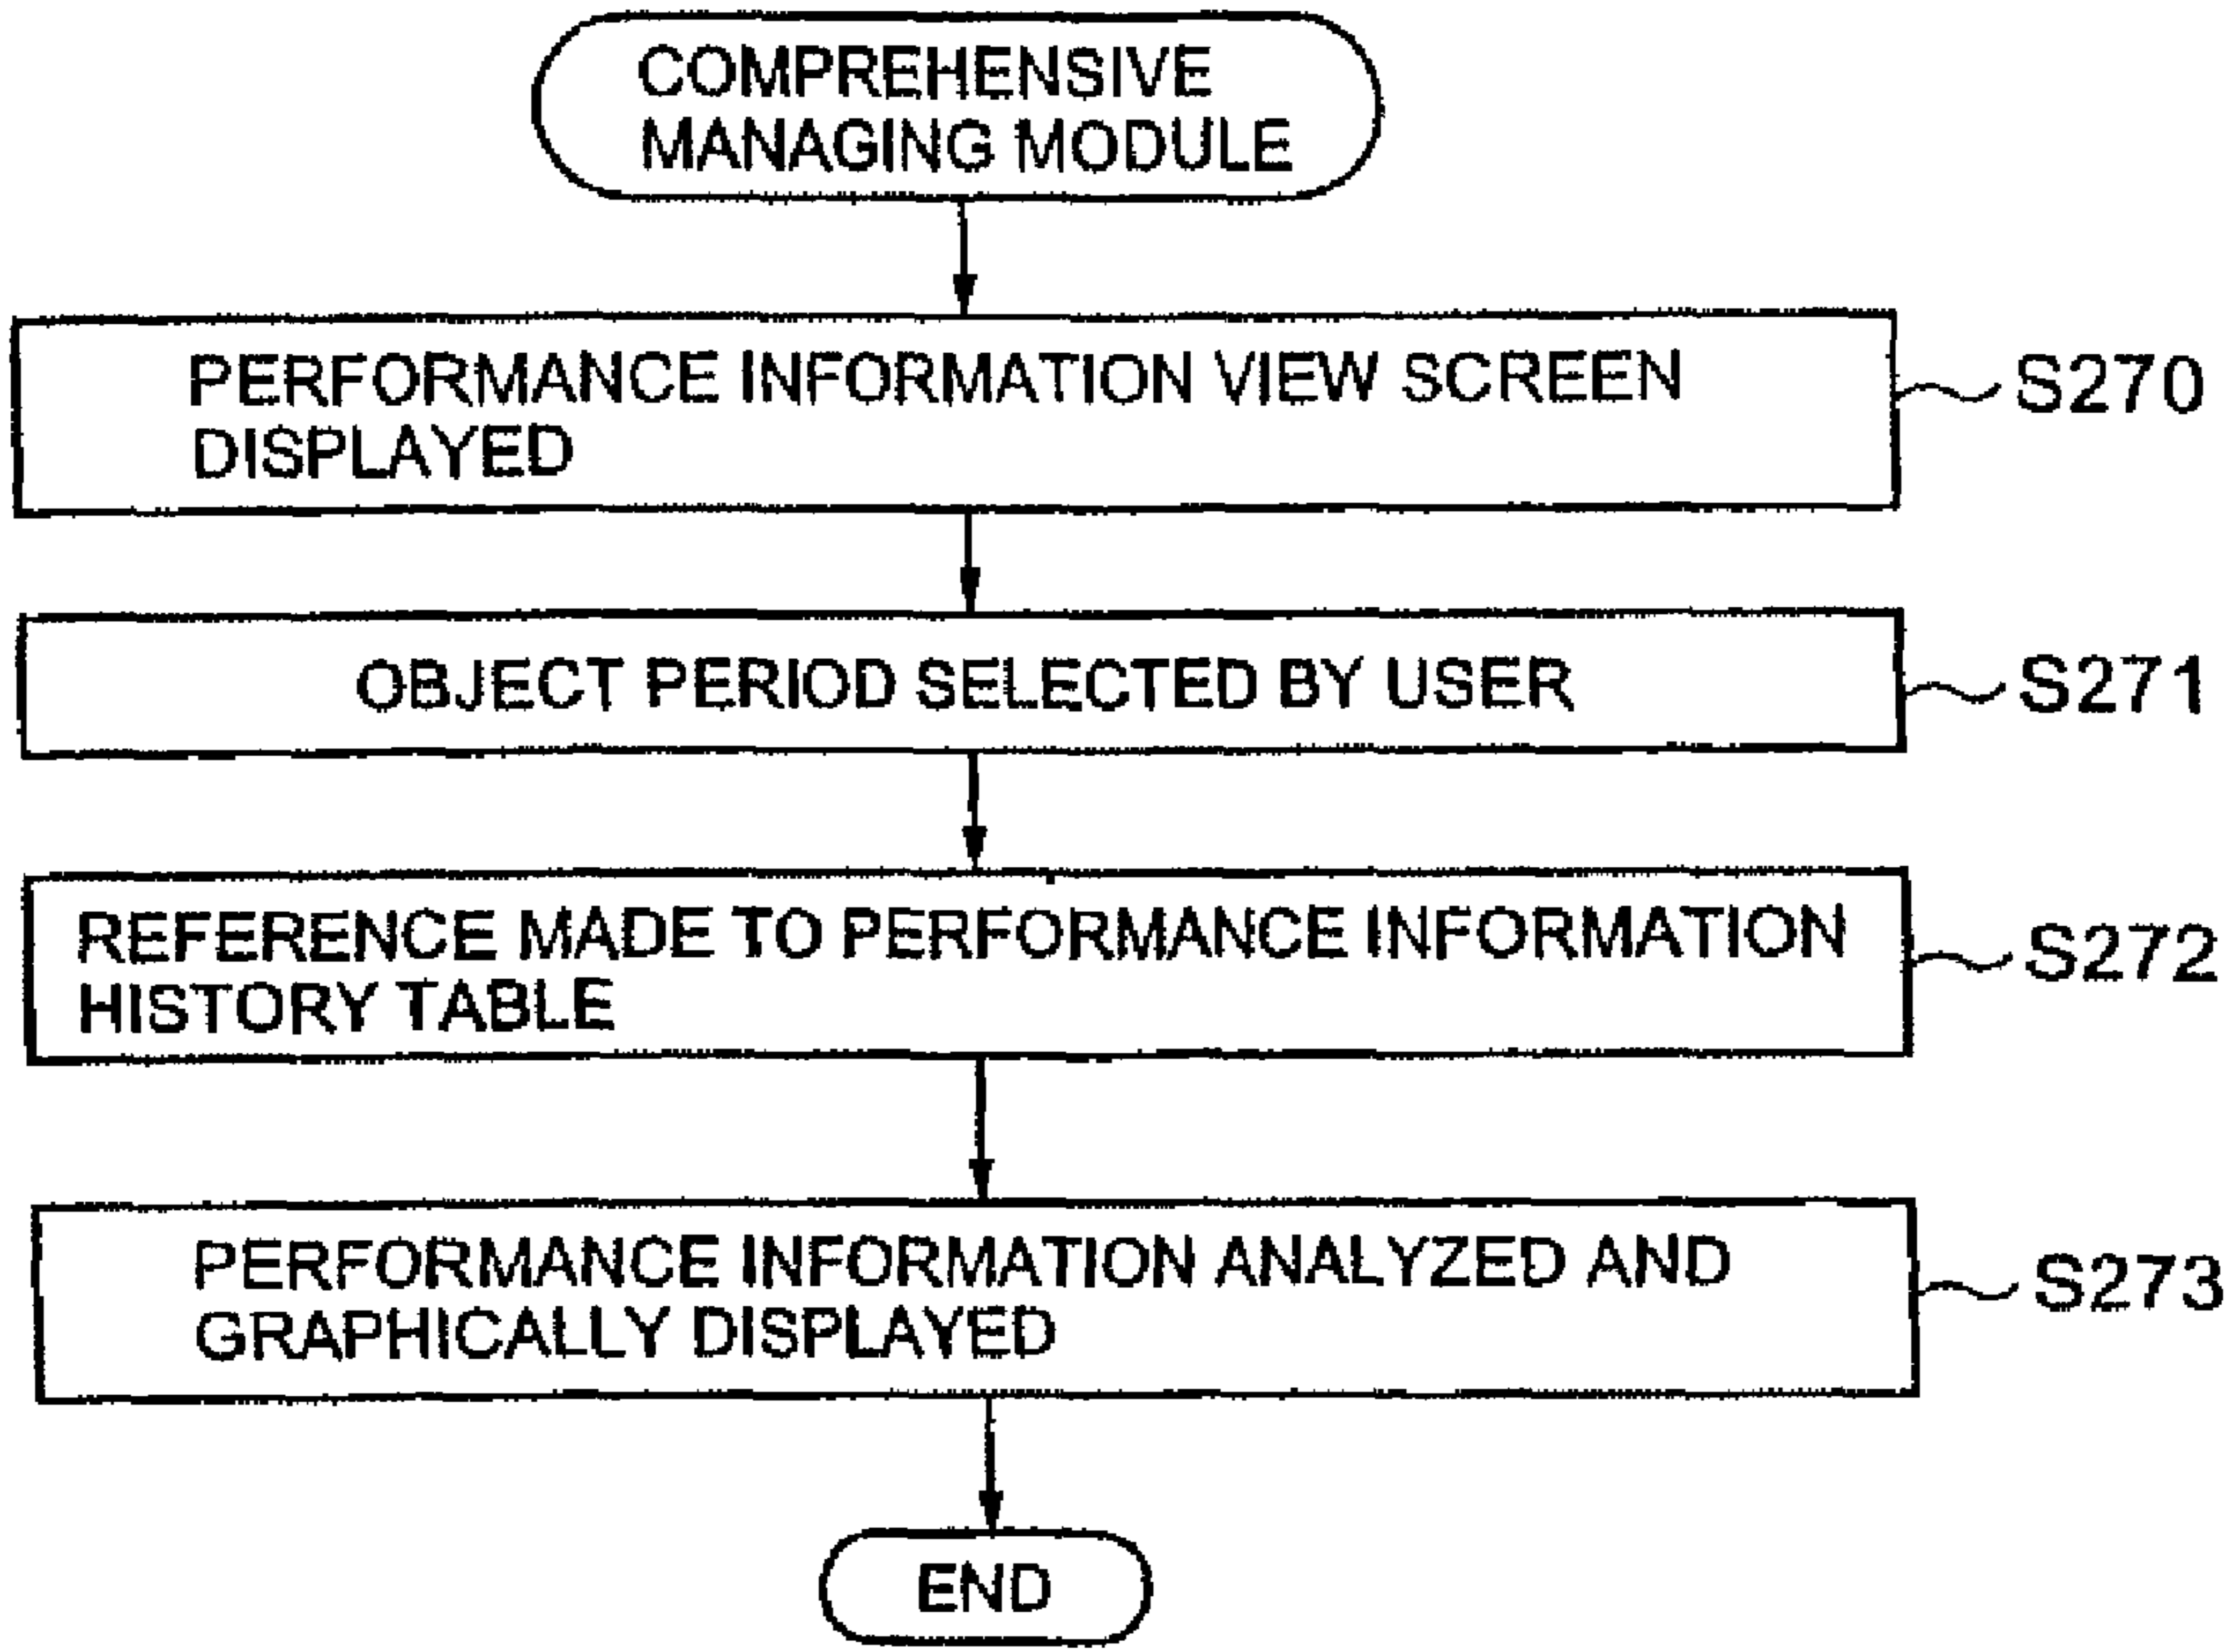 COMPREHENSIVE
MANAGING MODULE
PERFORMANCE INFORMATION VIEW SCREEN
DISPLAYED
S270
OBJECT PERIOD SELECTED BY USER
S271
REFERENCE MADE TO PERFORMANCE INFORMATION
HISTORY TABLE
S272
PERFORMANCE INFORMATION ANALYZED AND
GRAPHICALLY DISPLAYED
S273
END